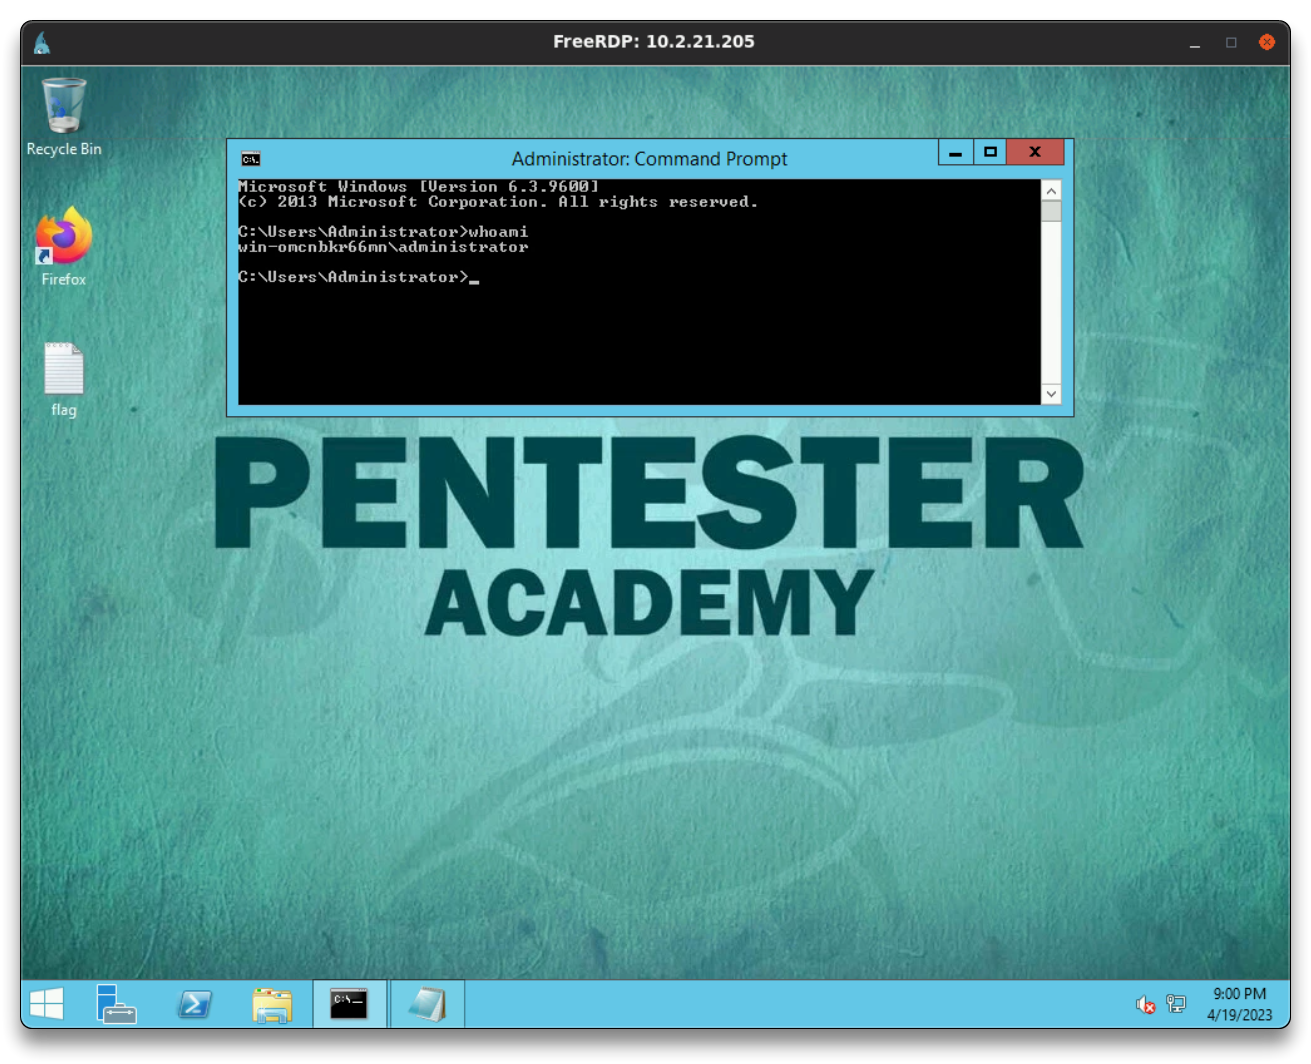 FreeRDP: 10.2.21.205
Recycle Bin
Firefox
flag
Administrator: Command Prompt
Microsoft Windows [Version 6.3.9600]
(c) 2013 Microsoft Corporation. All rights reserved.
C:\Users\Administrator>whoami
win-omcnbkr66mn\administrator
C:\Users\Administrator>_
PENTESTER
ACADEMY
9:00 PM
4/19/2023